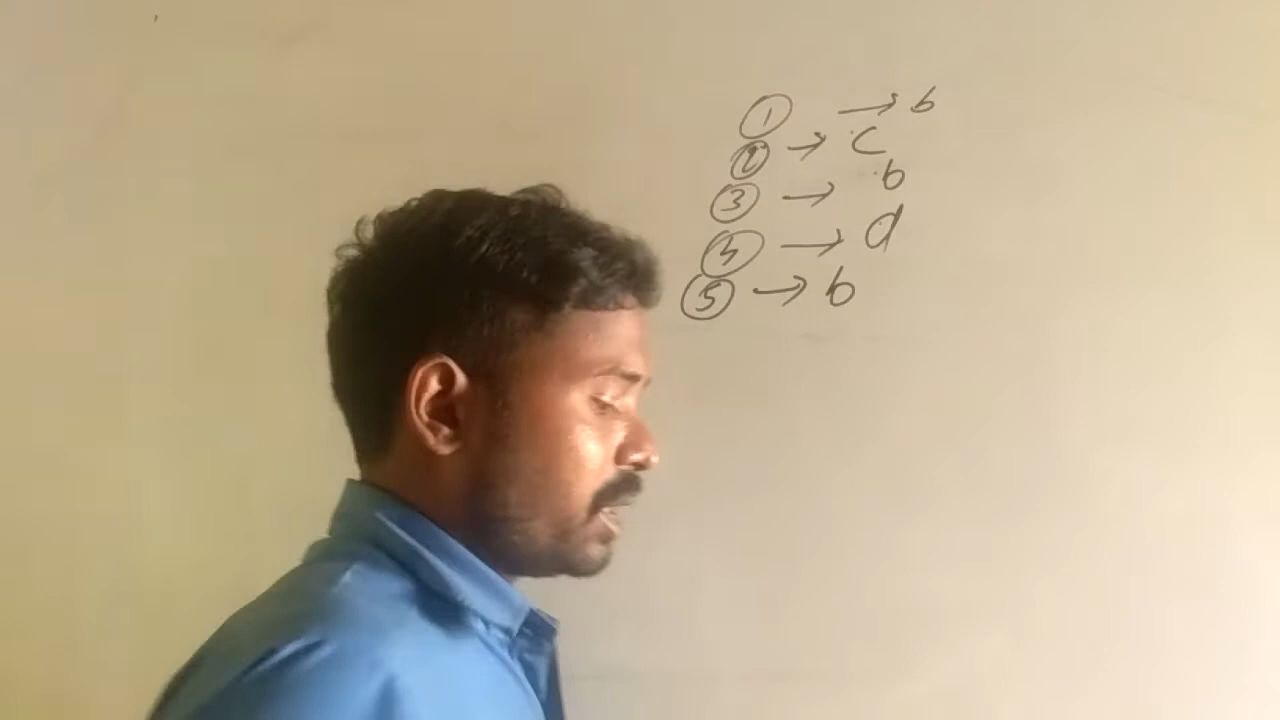 ① → b
② → c
③ → b
④ → d
⑤ → b